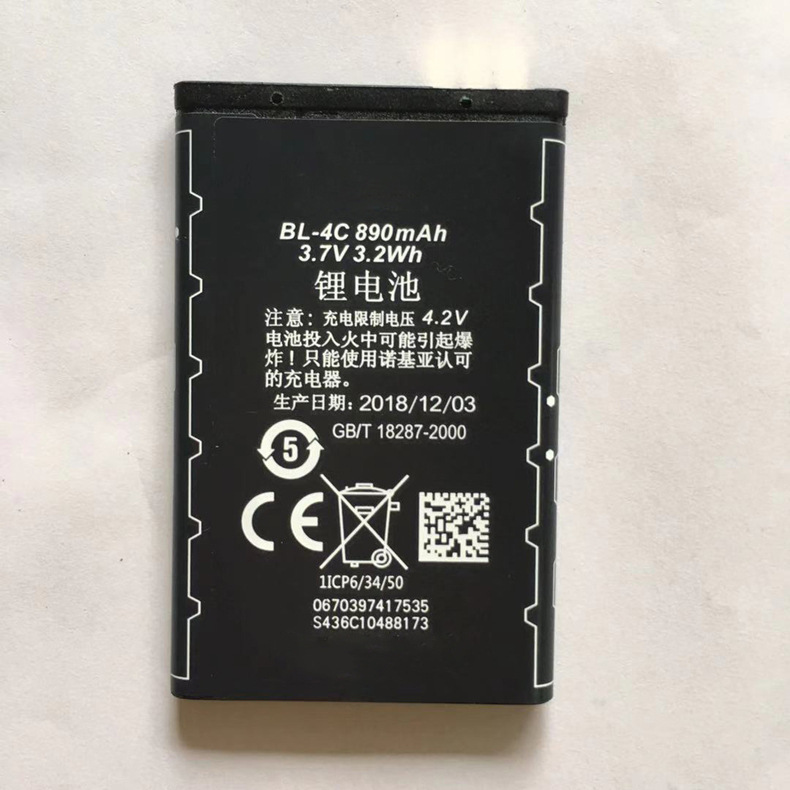 BL-4C 890mAh
3.7V 3.2Wh
锂电池
注意：充电限制电压 4.2V
电池投入火中可能引起爆
炸！只能使用诺基亚认可
的充电器。
生产日期：2018/12/03
GB/T 18287-2000
5
CE
1ICP6/34/50
0670397417535
S436C10488173